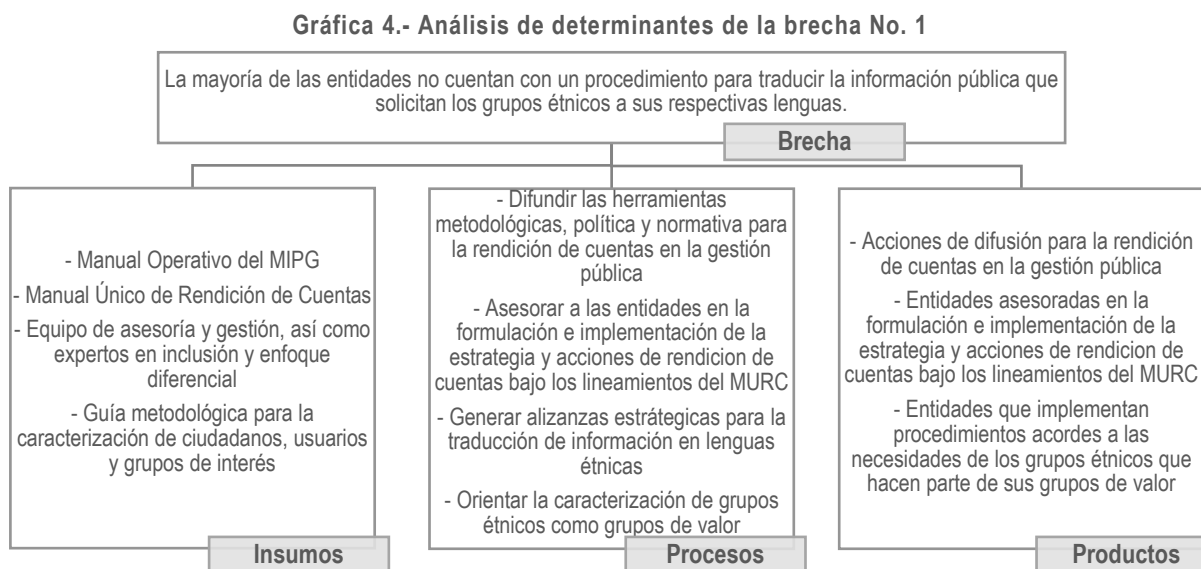 Gráfica 4.- Análisis de determinantes de la brecha No. 1
La mayoría de las entidades no cuentan con un procedimiento para traducir la información pública que
solicitan los grupos étnicos a sus respectivas lenguas.
Brecha
- Manual Operativo del MIPG
- Manual Único de Rendición de Cuentas
- Equipo de asesoría y gestión, así como
expertos en inclusión y enfoque
diferencial
- Guía metodológica para la
caracterización de ciudadanos, usuarios
y grupos de interés
Insumos
- Difundir las herramientas
metodológicas, política y normativa para
la rendición de cuentas en la gestión
pública
- Asesorar a las entidades en la
formulación e implementación de la
estrategia y acciones de rendicion de
cuentas bajo los lineamientos del MURC
- Generar alizanzas estrátegicas para la
traducción de información en lenguas
étnicas
- Orientar la caracterización de grupos
étnicos como grupos de valor
Procesos
- Acciones de difusión para la rendición
de cuentas en la gestión pública
- Entidades asesoradas en la
formulación e implementación de la
estrategia y acciones de rendicion de
cuentas bajo los lineamientos del MURC
- Entidades que implementan
procedimientos acordes a las
necesidades de los grupos étnicos que
hacen parte de sus grupos de valor
Productos